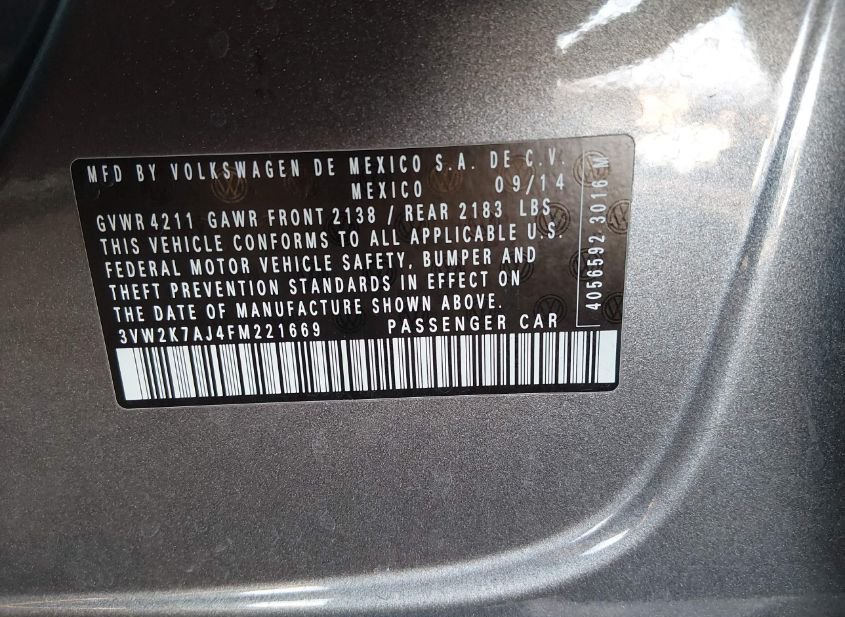 MFD BY VOLKSWAGEN DE MEXICO S.A. DE C.V.
MEXICO 09/14
GVWR 4211 GAWR FRONT 2138 / REAR 2183 LBS
THIS VEHICLE CONFORMS TO ALL APPLICABLE U.S.
FEDERAL MOTOR VEHICLE SAFETY, BUMPER AND
THEFT PREVENTION STANDARDS IN EFFECT ON
THE DATE OF MANUFACTURE SHOWN ABOVE.
3VW2K7AJ4FM221669 PASSENGER CAR
4056592 3016 M